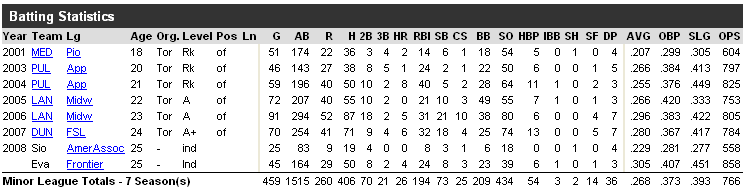 Batting Statistics
Year Team Lg Age Org. Level Pos Ln G AB R H 2B 3B HR RBI SB CS BB SO HBP IBB SH SF DP AVG OBP SLG OPS
2001 MED Pio 18 Tor Rk of 51 174 22 36 3 4 2 14 6 1 18 54 5 0 1 0 4 .207 .299 .305 604
2003 PUL App 20 Tor Rk of 46 143 27 38 8 5 1 24 2 1 22 50 6 0 0 1 5 .266 .384 .413 797
2004 PUL App 21 Tor Rk of 59 196 40 50 10 2 8 40 5 2 28 64 11 1 0 2 3 .255 .376 .449 825
2005 LAN Midw 22 Tor A of 72 207 40 55 10 2 0 21 10 3 49 55 7 1 0 1 3 .266 .420 .333 753
2006 LAN Midw 23 Tor A of 91 294 52 87 18 2 5 31 21 10 38 80 6 0 0 4 7 .296 .383 .422 805
2007 DUN FSL 24 Tor A+ of 70 254 41 71 9 4 6 32 18 4 25 74 13 0 0 5 7 .280 .367 .417 784
2008 Sio AmerAssoc 25 - ind 25 83 9 19 4 0 0 8 3 1 6 18 5 0 1 0 4 .229 .281 .277 558
Eva Frontier 25 - Ind 45 164 29 50 8 2 4 24 8 3 23 39 6 1 0 1 3 .305 .407 .451 858
Minor League Totals - 7 Season(s) 459 1515 260 406 70 21 26 194 73 25 209 434 54 3 2 14 36 .268 .373 .393 766